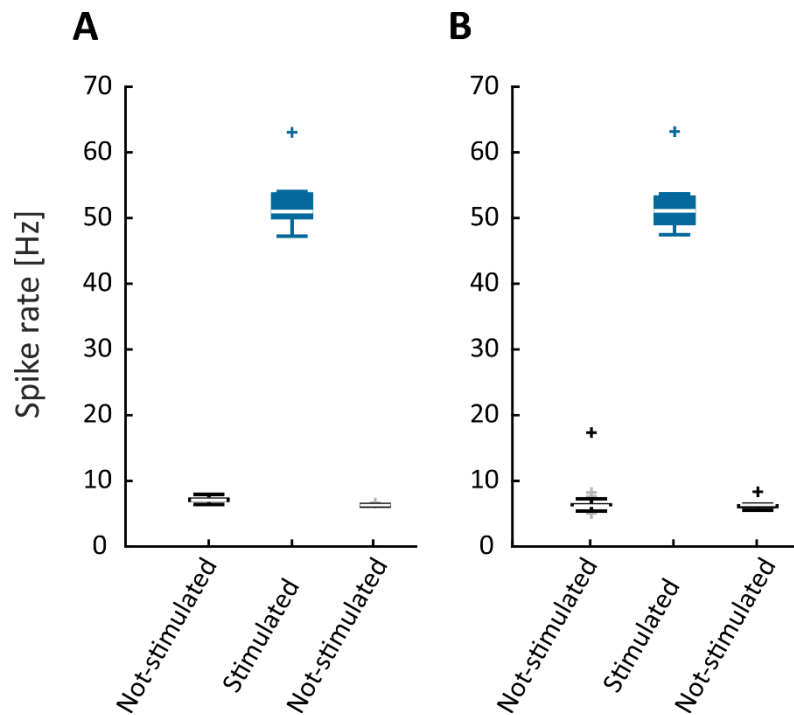 A
B
Spike rate [Hz]
70
60
50
40
30
20
10
0
Not-stimulated
Stimulated
Not-stimulated
70
60
50
40
30
20
10
0
Not-stimulated
Stimulated
Not-stimulated